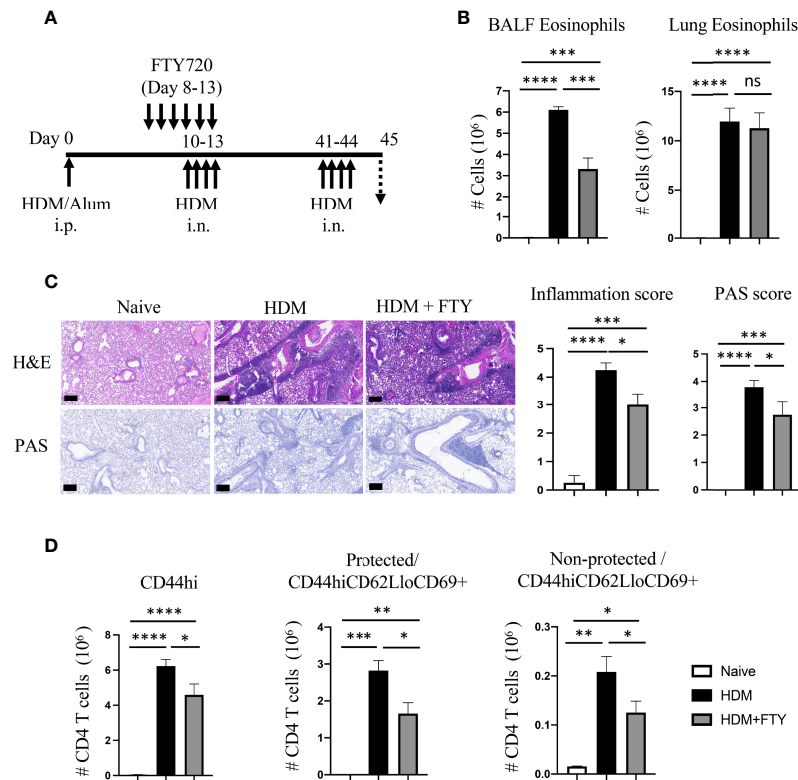 A
FTY720
(Day 8-13)
Day 0
10-13
41-44
45
HDM/Alum
i.p.
HDM
i.n.
HDM
i.n.
B
BALF Eosinophils
***
****
***
# Cells (10⁶)
7
6
5
4
3
2
1
0
Lung Eosinophils
****
****
ns
# Cells (10⁶)
15
10
5
0
C
Naive
HDM
HDM + FTY
H&E
PAS
Inflammation score
***
****
*
5
4
3
2
1
0
PAS score
***
****
*
5
4
3
2
1
0
D
CD44hi
****
****
*
# CD4 T cells (10⁶)
8
6
4
2
0
Protected/
CD44hiCD62LloCD69+
**
***
*
# CD4 T cells (10⁶)
4
3
2
1
0
Non-protected /
CD44hiCD62LloCD69+
*
**
*
# CD4 T cells (10⁶)
0.3
0.2
0.1
0.0
Naive
HDM
HDM+FTY